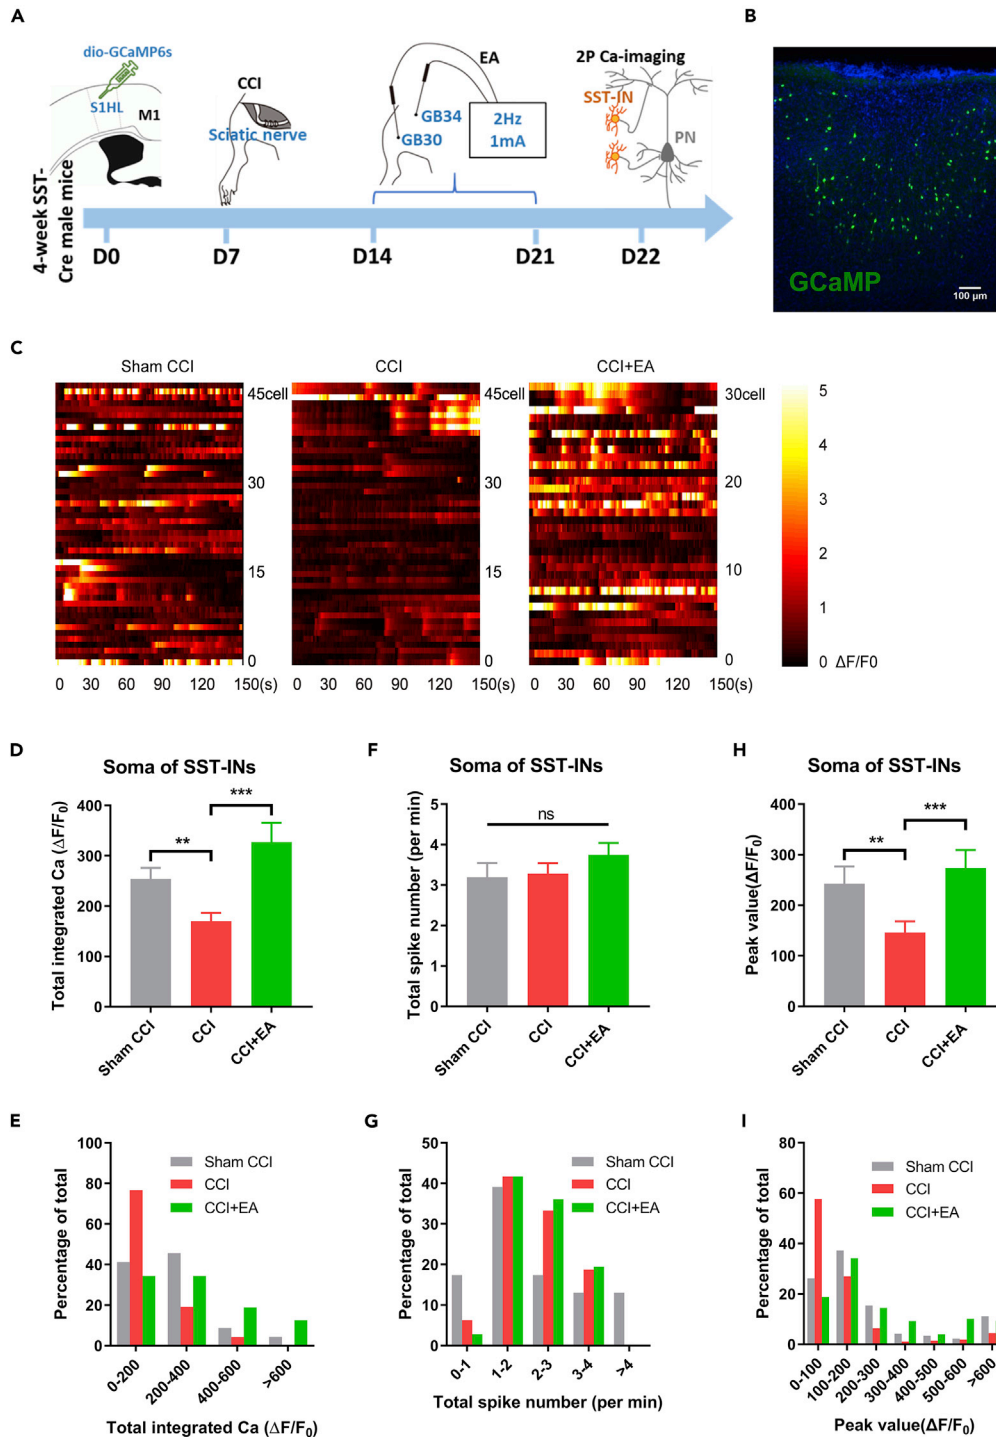 A
dio-GCaMP6s
S1HL
M1
CCI
Sciatic nerve
EA
GB34
GB30
2Hz
1mA
2P Ca-imaging
SST-IN
PN
4-week SST-
Cre male mice
D0
D7
D14
D21
D22
B
GCaMP
100 μm
C
Sham CCI
CCI
CCI+EA
45cell
30
15
0
45cell
30
15
0
30cell
20
10
0
5
4
3
2
1
0 ΔF/F0
0 30 60 90 120 150(s)
0 30 60 90 120 150(s)
0 30 60 90 120 150(s)
D
Soma of SST-INs
Total integrated Ca (ΔF/F0)
400
300
200
100
0
**
***
Sham CCI
CCI
CCI+EA
F
Soma of SST-INs
Total spike number (per min)
5
4
3
2
1
0
ns
Sham CCI
CCI
CCI+EA
H
Soma of SST-INs
Peak value(ΔF/F0)
400
300
200
100
0
**
***
Sham CCI
CCI
CCI+EA
E
Percentage of total
100
80
60
40
20
0
Sham CCI
CCI
CCI+EA
0-200
200-400
400-600
>600
Total integrated Ca (ΔF/F0)
G
Percentage of total
50
40
30
20
10
0
Sham CCI
CCI
CCI+EA
0-1
1-2
2-3
3-4
>4
Total spike number (per min)
I
Percentage of total
80
60
40
20
0
Sham CCI
CCI
CCI+EA
0-100
100-200
200-300
300-400
400-500
500-600
>600
Peak value(ΔF/F0)